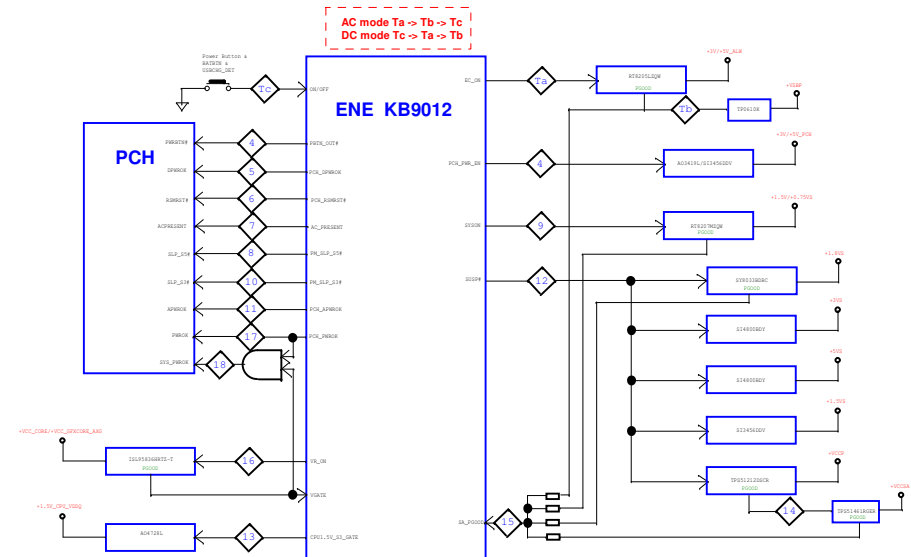 AC mode Ta -> Tb -> Tc
DC mode Tc -> Ta -> Tb
Power Button &
BATBTN &
USBCHG_DET
Tc
ON/OFF
ENE KB9012
EC_ON
Ta
RT8205LZQW
PGOOD
+3V/+5V_ALW
Tb
TP0610K
+VSBP
PCH
PWRBTN#
4
PBTN_OUT#
DPWROK
5
PCH_DPWROK
RSMRST#
6
PCH_RSMRST#
ACPRESENT
7
AC_PRESENT
SLP_S5#
8
PM_SLP_S5#
SLP_S3#
10
PM_SLP_S3#
APWROK
11
PCH_APWROK
PWROK
17
PCH_PWROK
SYS_PWROK
18
PCH_PWR_EN
4
AO3419L/SI3456DDV
+3V/+5V_PCH
SYSON
9
RT8207MZQW
PGOOD
+1.5V/+0.75VS
SUSP#
12
SY8033BDBC
PGOOD
+1.8VS
SI4800BDY
+3VS
SI4800BDY
+5VS
SI3456DDV
+1.5VS
TPS51212DSCR
PGOOD
+VCCP
14
TPS51461RGER
PGOOD
+VCCSA
+VCC_CORE/+VCC_GFXCORE_AXG
ISL95836HRTZ-T
PGOOD
16
VR_ON
VGATE
SA_PGOOD
15
+1.5V_CPU_VDDQ
AO4728L
13
CPU1.5V_S3_GATE